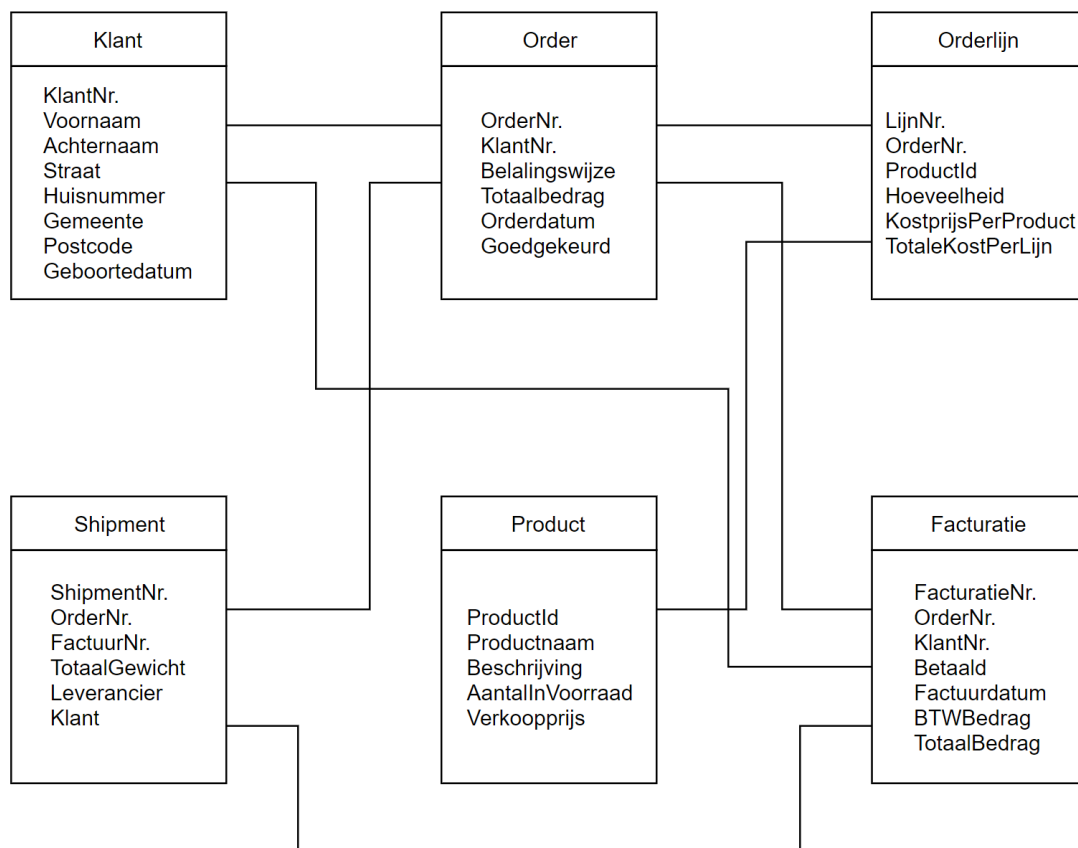 Klant
KlantNr.
Voornaam
Achternaam
Straat
Huisnummer
Gemeente
Postcode
Geboortedatum
Order
OrderNr.
KlantNr.
Belalingswijze
Totaalbedrag
Orderdatum
Goedgekeurd
Orderlijn
LijnNr.
OrderNr.
ProductId
Hoeveelheid
KostprijsPerProduct
TotaleKostPerLijn
Shipment
ShipmentNr.
OrderNr.
FactuurNr.
TotaalGewicht
Leverancier
Klant
Product
ProductId
Productnaam
Beschrijving
AantalInVoorraad
Verkoopprijs
Facturatie
FacturatieNr.
OrderNr.
KlantNr.
Betaald
Factuurdatum
BTWBedrag
TotaalBedrag